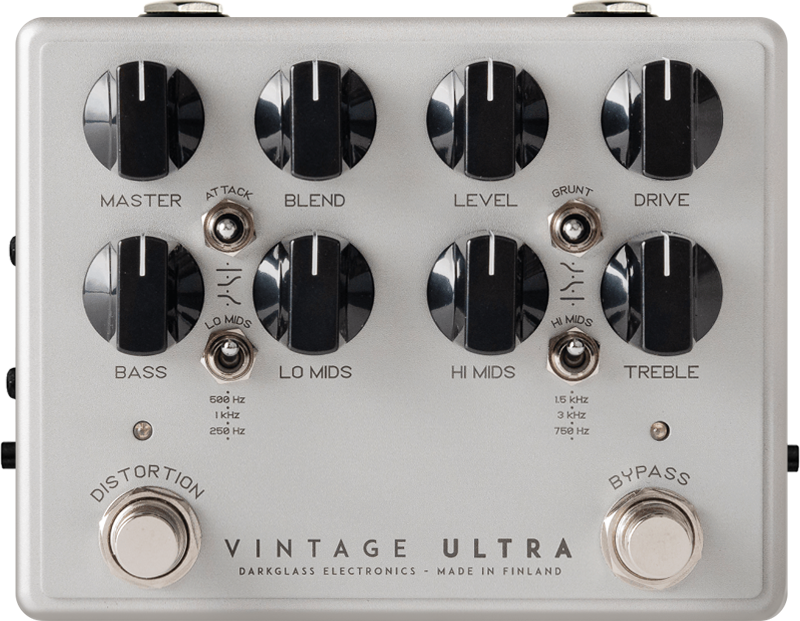 MASTER
ATTACK
BLEND
LEVEL
GRUNT
DRIVE
BASS
LO MIDS
LO MIDS
HI MIDS
HI MIDS
TREBLE
500 Hz
1 kHz
250 Hz
1.5 kHz
3 kHz
750 Hz
DISTORTION
BYPASS
VINTAGE ULTRA
DARKGLASS ELECTRONICS - MADE IN FINLAND